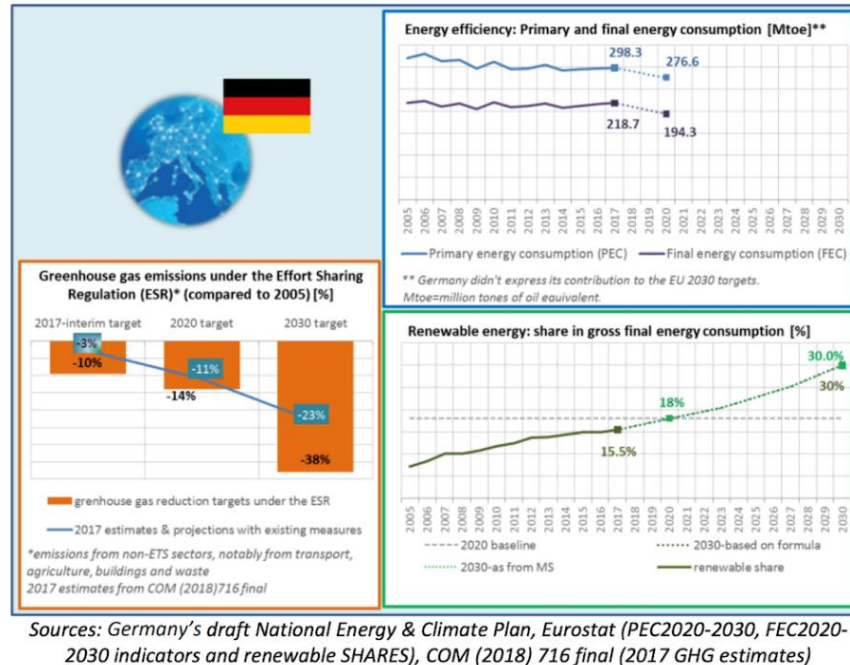 Energy efficiency: Primary and final energy consumption [Mtoe]**
298.3
276.6
218.7
194.3
2005 2006 2007 2008 2009 2010 2011 2012 2013 2014 2015 2016 2017 2019 2020 2021 2022 2023 2024 2025 2026 2027 2028 2029 2030
Primary energy consumption (PEC) Final energy consumption (FEC)
** Germany didn't express its contribution to the EU 2030 targets.
Mtoe=million tones of oil equivalent.
Greenhouse gas emissions under the Effort Sharing
Regulation (ESR)* (compared to 2005) [%]
2017-interim target 2020 target 2030 target
-3%
-10%
-11%
-14%
-23%
-38%
grenhouse gas reduction targets under the ESR
2017 estimates & projections with existing measures
*emissions from non-ETS sectors, notably from transport,
agriculture, buildings and waste
2017 estimates from COM (2018)716 final
Renewable energy: share in gross final energy consumption [%]
30.0%
30%
18%
15.5%
2005 2006 2007 2008 2009 2010 2011 2012 2013 2014 2015 2016 2017 2019 2020 2021 2022 2023 2024 2025 2026 2027 2028 2029 2030
2020 baseline 2030-based on formula
2030-as from MS renewable share
Sources: Germany's draft National Energy & Climate Plan, Eurostat (PEC2020-2030, FEC2020-
2030 indicators and renewable SHARES), COM (2018) 716 final (2017 GHG estimates)